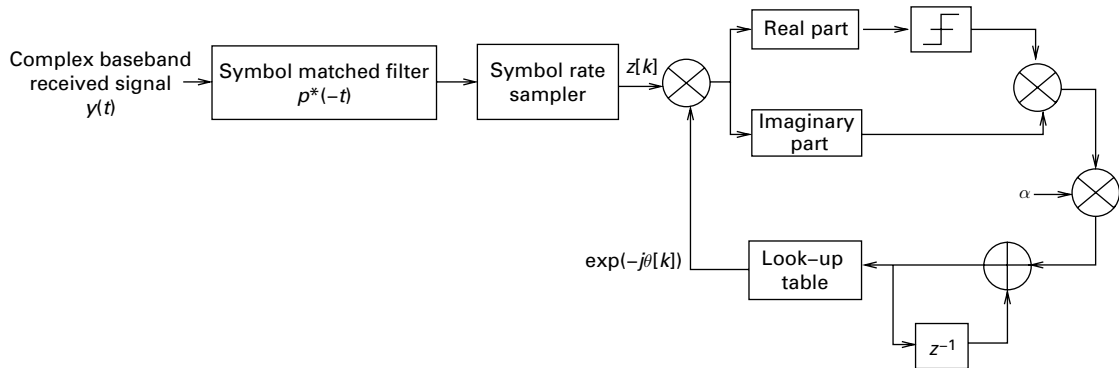 Complex baseband
received signal
y(t)
Symbol matched filter
p*(−t)
Symbol rate
sampler
z[k]
Real part
Imaginary
part
α
exp(−jθ[k])
Look−up
table
z⁻¹